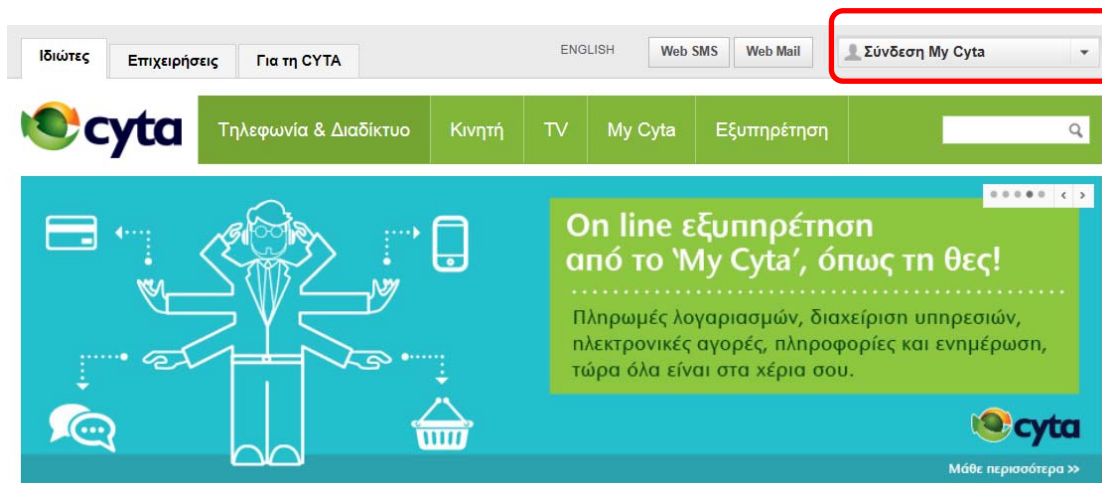 Ιδιώτες
Επιχειρήσεις
Για τη CYTA
ENGLISH
Web SMS
Web Mail
Σύνδεση My Cyta
cyta
Τηλεφωνία & Διαδίκτυο
Κινητή
TV
My Cyta
Εξυπηρέτηση
On line εξυπηρέτηση
από το 'My Cyta', όπως τη θες!
Πληρωμές λογαριασμών, διαχείριση υπηρεσιών,
ηλεκτρονικές αγορές, πληροφορίες και ενημέρωση,
τώρα όλα είναι στα χέρια σου.
cyta
Μάθε περισσότερα >>